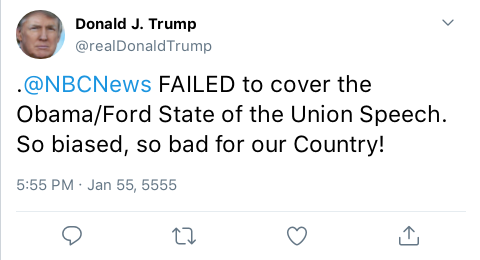 Donald J. Trump
@realDonaldTrump
.@NBCNews FAILED to cover the
Obama/Ford State of the Union Speech.
So biased, so bad for our Country!
5:55 PM · Jan 55, 5555